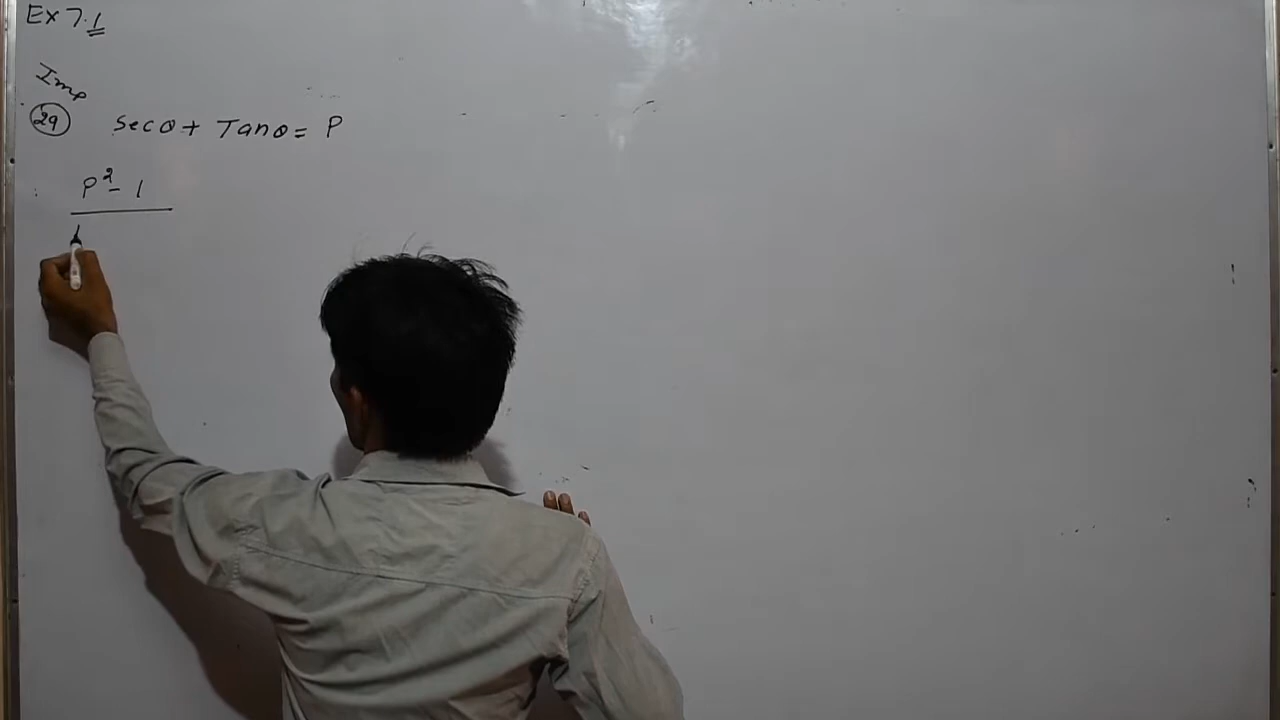 Ex 7.1
Imp
29 Secθ + Tanθ = P
P² - 1